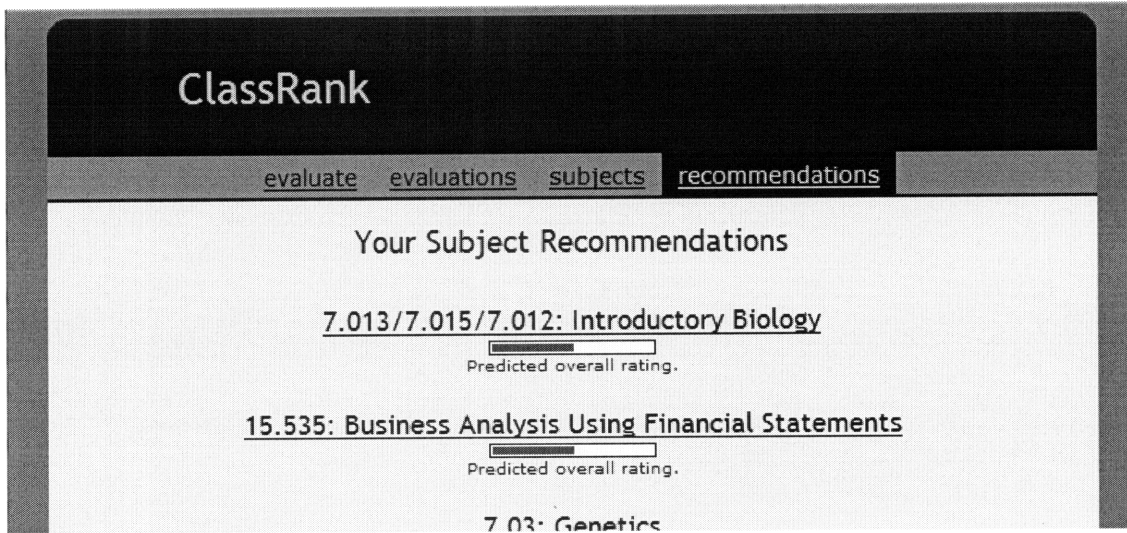 ClassRank
evaluate evaluations subjects recommendations
Your Subject Recommendations
7.013/7.015/7.012: Introductory Biology
Predicted overall rating.
15.535: Business Analysis Using Financial Statements
Predicted overall rating.
7.03: Genetics